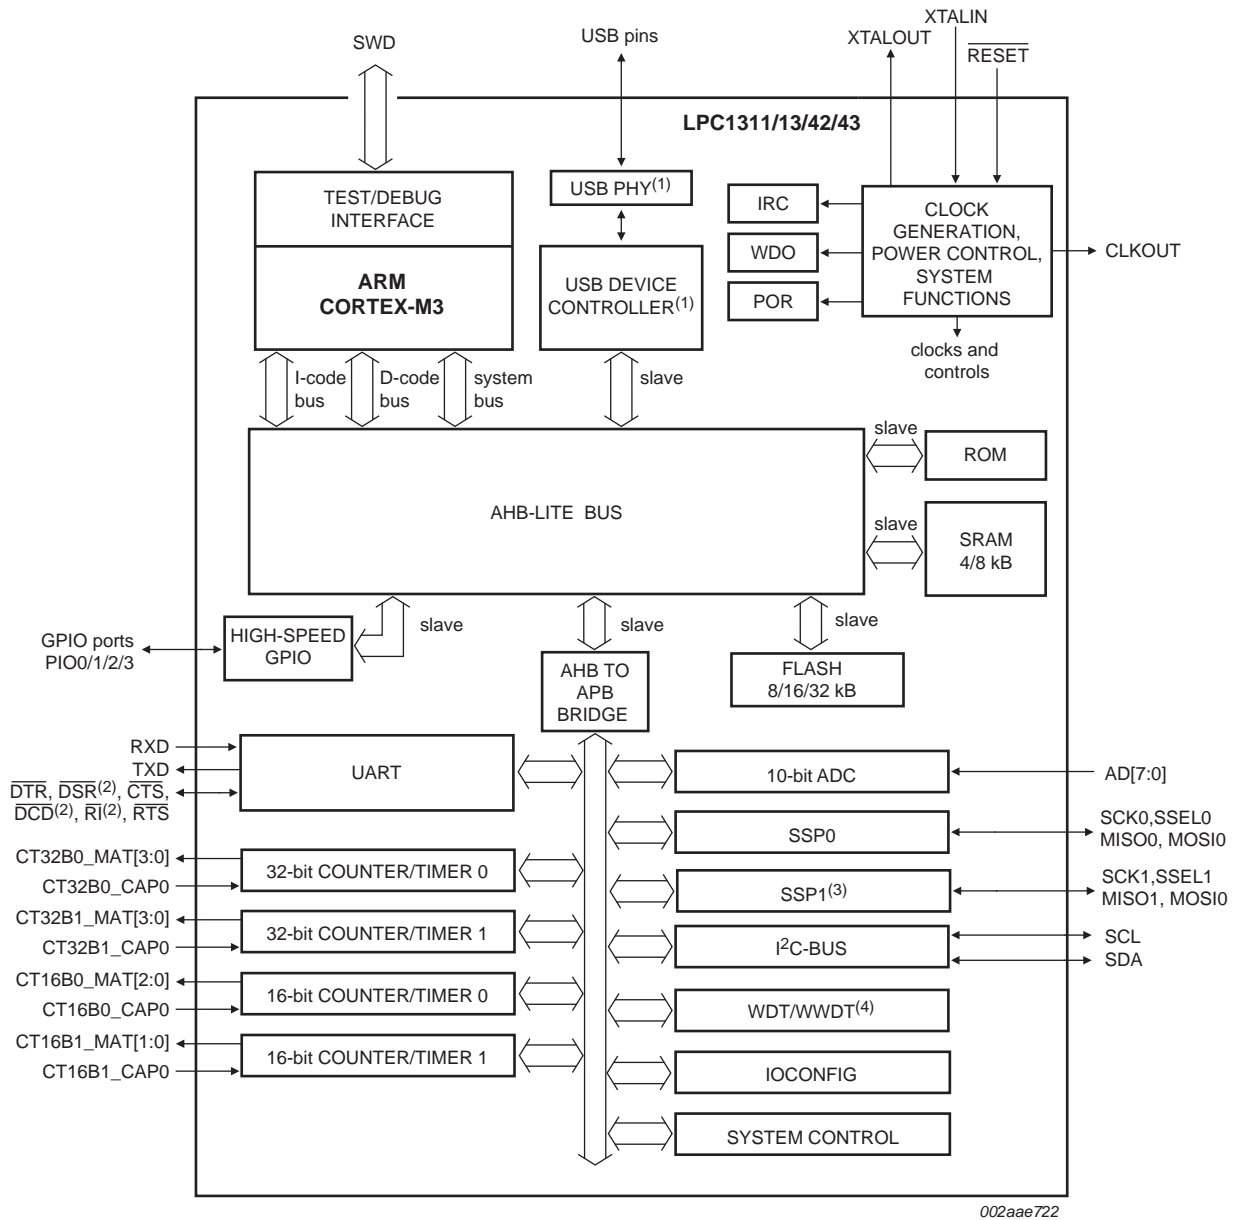 SWD
USB pins
XTALIN
XTALOUT
RESET
LPC1311/13/42/43
TEST/DEBUG
INTERFACE
ARM
CORTEX-M3
USB PHY(1)
USB DEVICE
CONTROLLER(1)
IRC
WDO
POR
CLOCK
GENERATION,
POWER CONTROL,
SYSTEM
FUNCTIONS
CLKOUT
clocks and
controls
I-code
bus
D-code
bus
system
bus
slave
AHB-LITE BUS
slave
ROM
slave
SRAM
4/8 kB
GPIO ports
PIO0/1/2/3
HIGH-SPEED
GPIO
slave
slave
slave
AHB TO
APB
BRIDGE
FLASH
8/16/32 kB
RXD
TXD
DTR, DSR(2), CTS,
DCD(2), RI(2), RTS
UART
10-bit ADC
AD[7:0]
SSP0
SCK0,SSEL0
MISO0, MOSI0
CT32B0_MAT[3:0]
CT32B0_CAP0
32-bit COUNTER/TIMER 0
SSP1(3)
SCK1,SSEL1
MISO1, MOSI0
CT32B1_MAT[3:0]
CT32B1_CAP0
32-bit COUNTER/TIMER 1
I2C-BUS
SCL
SDA
CT16B0_MAT[2:0]
CT16B0_CAP0
16-bit COUNTER/TIMER 0
WDT/WWDT(4)
CT16B1_MAT[1:0]
CT16B1_CAP0
16-bit COUNTER/TIMER 1
IOCONFIG
SYSTEM CONTROL
002aae722